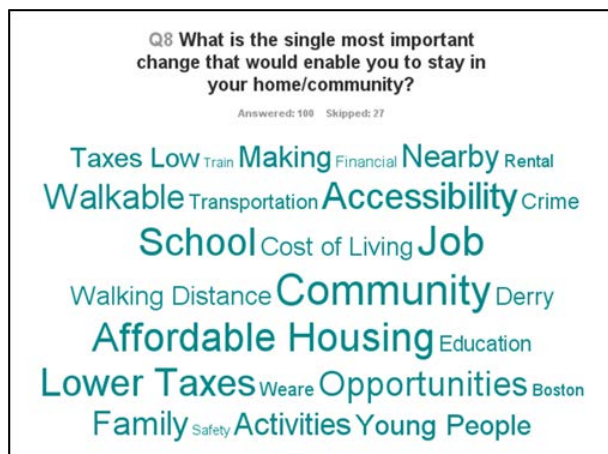 Q8 What is the single most important
change that would enable you to stay in
your home/community?
Answered: 100 Skipped: 27
Taxes Low Train Making Financial Nearby Rental
Walkable Transportation Accessibility Crime
School Cost of Living Job
Walking Distance Community Derry
Affordable Housing Education
Lower Taxes Weare Opportunities Boston
Family Safety Activities Young People